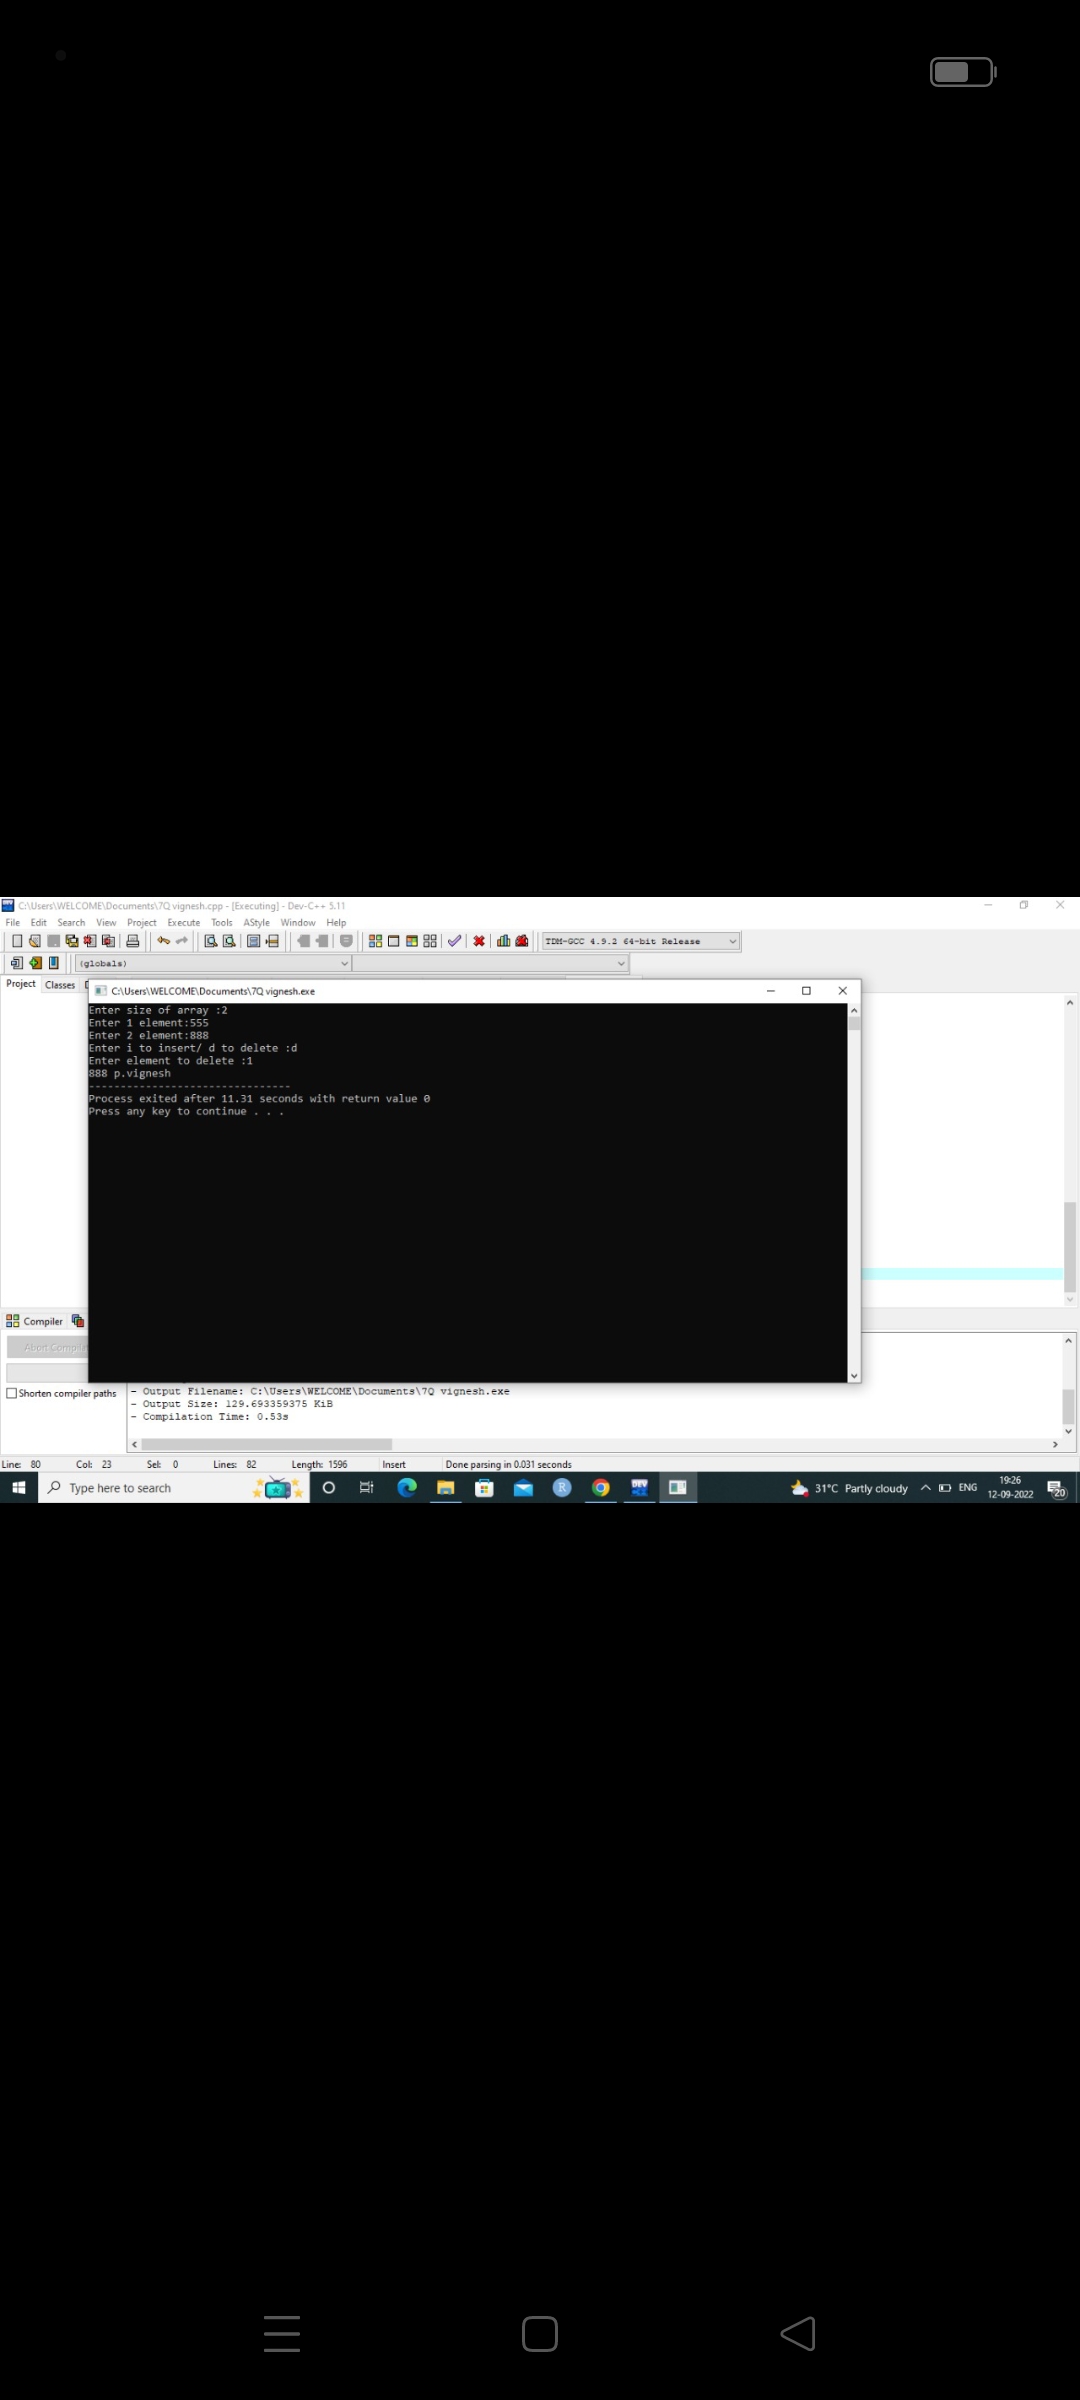 C:\Users\WELCOME\Documents\7Q vignesh.cpp - [Executing] - Dev-C++ 5.11
File Edit Search View Project Execute Tools AStyle Window Help
TDM-GCC 4.9.2 64-bit Release
(globals)
Project Classes
C:\Users\WELCOME\Documents\7Q vignesh.exe
Enter size of array :2
Enter 1 element:555
Enter 2 element:888
Enter i to insert/ d to delete :d
Enter element to delete :1
888 p.vignesh
--------------------------------
Process exited after 11.31 seconds with return value 0
Press any key to continue . . .
Compiler
Abort
Shorten compiler paths
- Output Filename: C:\Users\WELCOME\Documents\7Q vignesh.exe
- Output Size: 129.693359375 KiB
- Compilation Time: 0.53s
Line: 80 Col: 23 Sel: 0 Lines: 82 Length: 1596 Insert Done parsing in 0.031 seconds
Type here to search
DEV
R
31°C Partly cloudy
ENG
19:26
12-09-2022
20